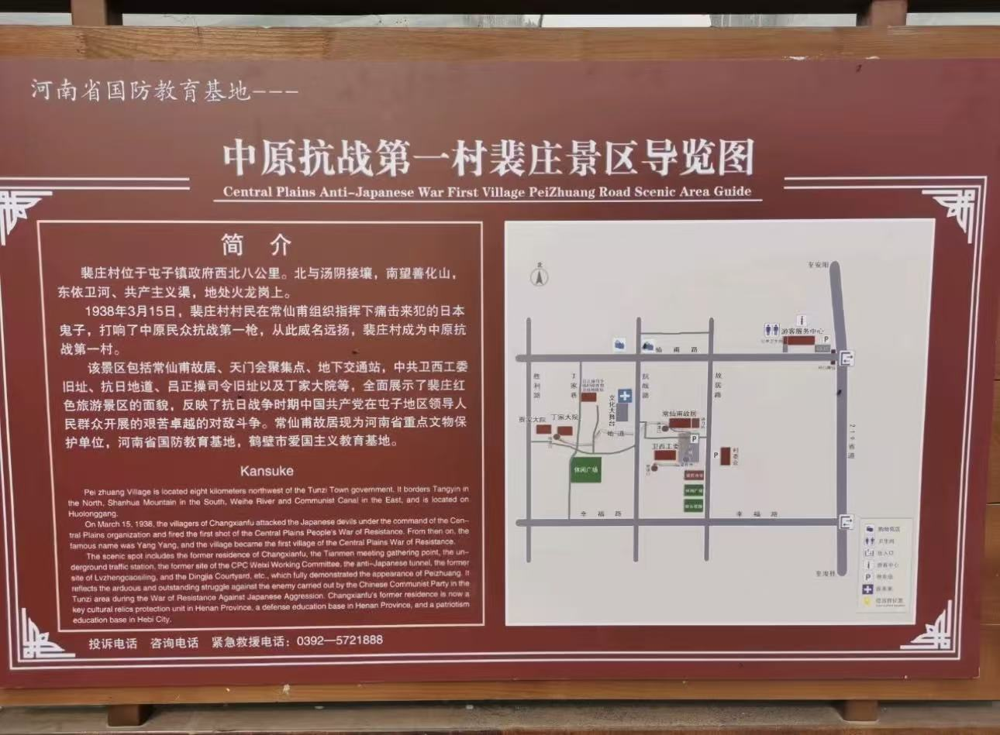 河南省国防教育基地---
中原抗战第一村裴庄景区导览图
Central Plains Anti-Japanese War First Village PeiZhuang Road Scenic Area Guide
简 介
裴庄村位于屯子镇政府西北八公里。北与汤阴接壤，南望善化山，
东依卫河、共产主义渠，地处火龙岗上。
1938年3月15日，裴庄村村民在常仙甫组织指挥下痛击来犯的日本
鬼子，打响了中原民众抗战第一枪，从此威名远扬，裴庄村成为中原抗
战第一村。
该景区包括常仙甫故居、天门会聚集点、地下交通站，中共卫西工委
旧址、抗日地道、吕正操司令旧址以及丁家大院等，全面展示了裴庄红
色旅游景区的面貌，反映了抗日战争时期中国共产党在屯子地区领导人
民群众开展的艰苦卓越的对敌斗争。常仙甫故居现为河南省重点文物保
护单位，河南省国防教育基地，鹤壁市爱国主义教育基地。
Kansuke
Pei zhuang Village is located eight kilometers northwest of the Tunzi Town government. It borders Tangyin in
the North, Shanhua Mountain in the South, Weihe River and Communist Canal in the East, and is located on
Huolonggang.
On March 15, 1938, the villagers of Changxianfu attacked the Japanese devils under the command of the Cen-
tral Plains organization and fired the first shot of the Central Plains People's War of Resistance. From then on, the
famous name was Yang Yang, and the village became the first village of the Central Plains War of Resistance.
The scenic spot includes the former residence of Changxianfu, the Tianmen meeting gathering point, the un-
derground traffic station, the former site of the CPC Weixi Working Committee, the anti-Japanese tunnel, the former
site of Lvzhengcaosiling, and the Dingjia Courtyard, etc., which fully demonstrated the appearance of Peizhuang. It
reflects the arduous and outstanding struggle against the enemy carried out by the Chinese Communist Party in the
Tunzi area during the War of Resistance Against Japanese Aggression. Changxianfu's former residence is now a
key cultural relics protection unit in Henan Province, a defense education base in Henan Province, and a patriotism
education base in Hebi City.
投诉电话 咨询电话 紧急救援电话：0392—5721888
北
至安阳
游客服务中心
P
仙甫路
胜利路
丁家巷
抗战路
故居路
文化大舞台
常仙甫故居
贾家大院
丁家大院
地道
卫西工委
P
P
村委会
休闲广场
休闲广场
219省道
幸福路
幸福路
至浚县
购物饭店
卫生间
出入口
游客中心
P 停车场
医务室